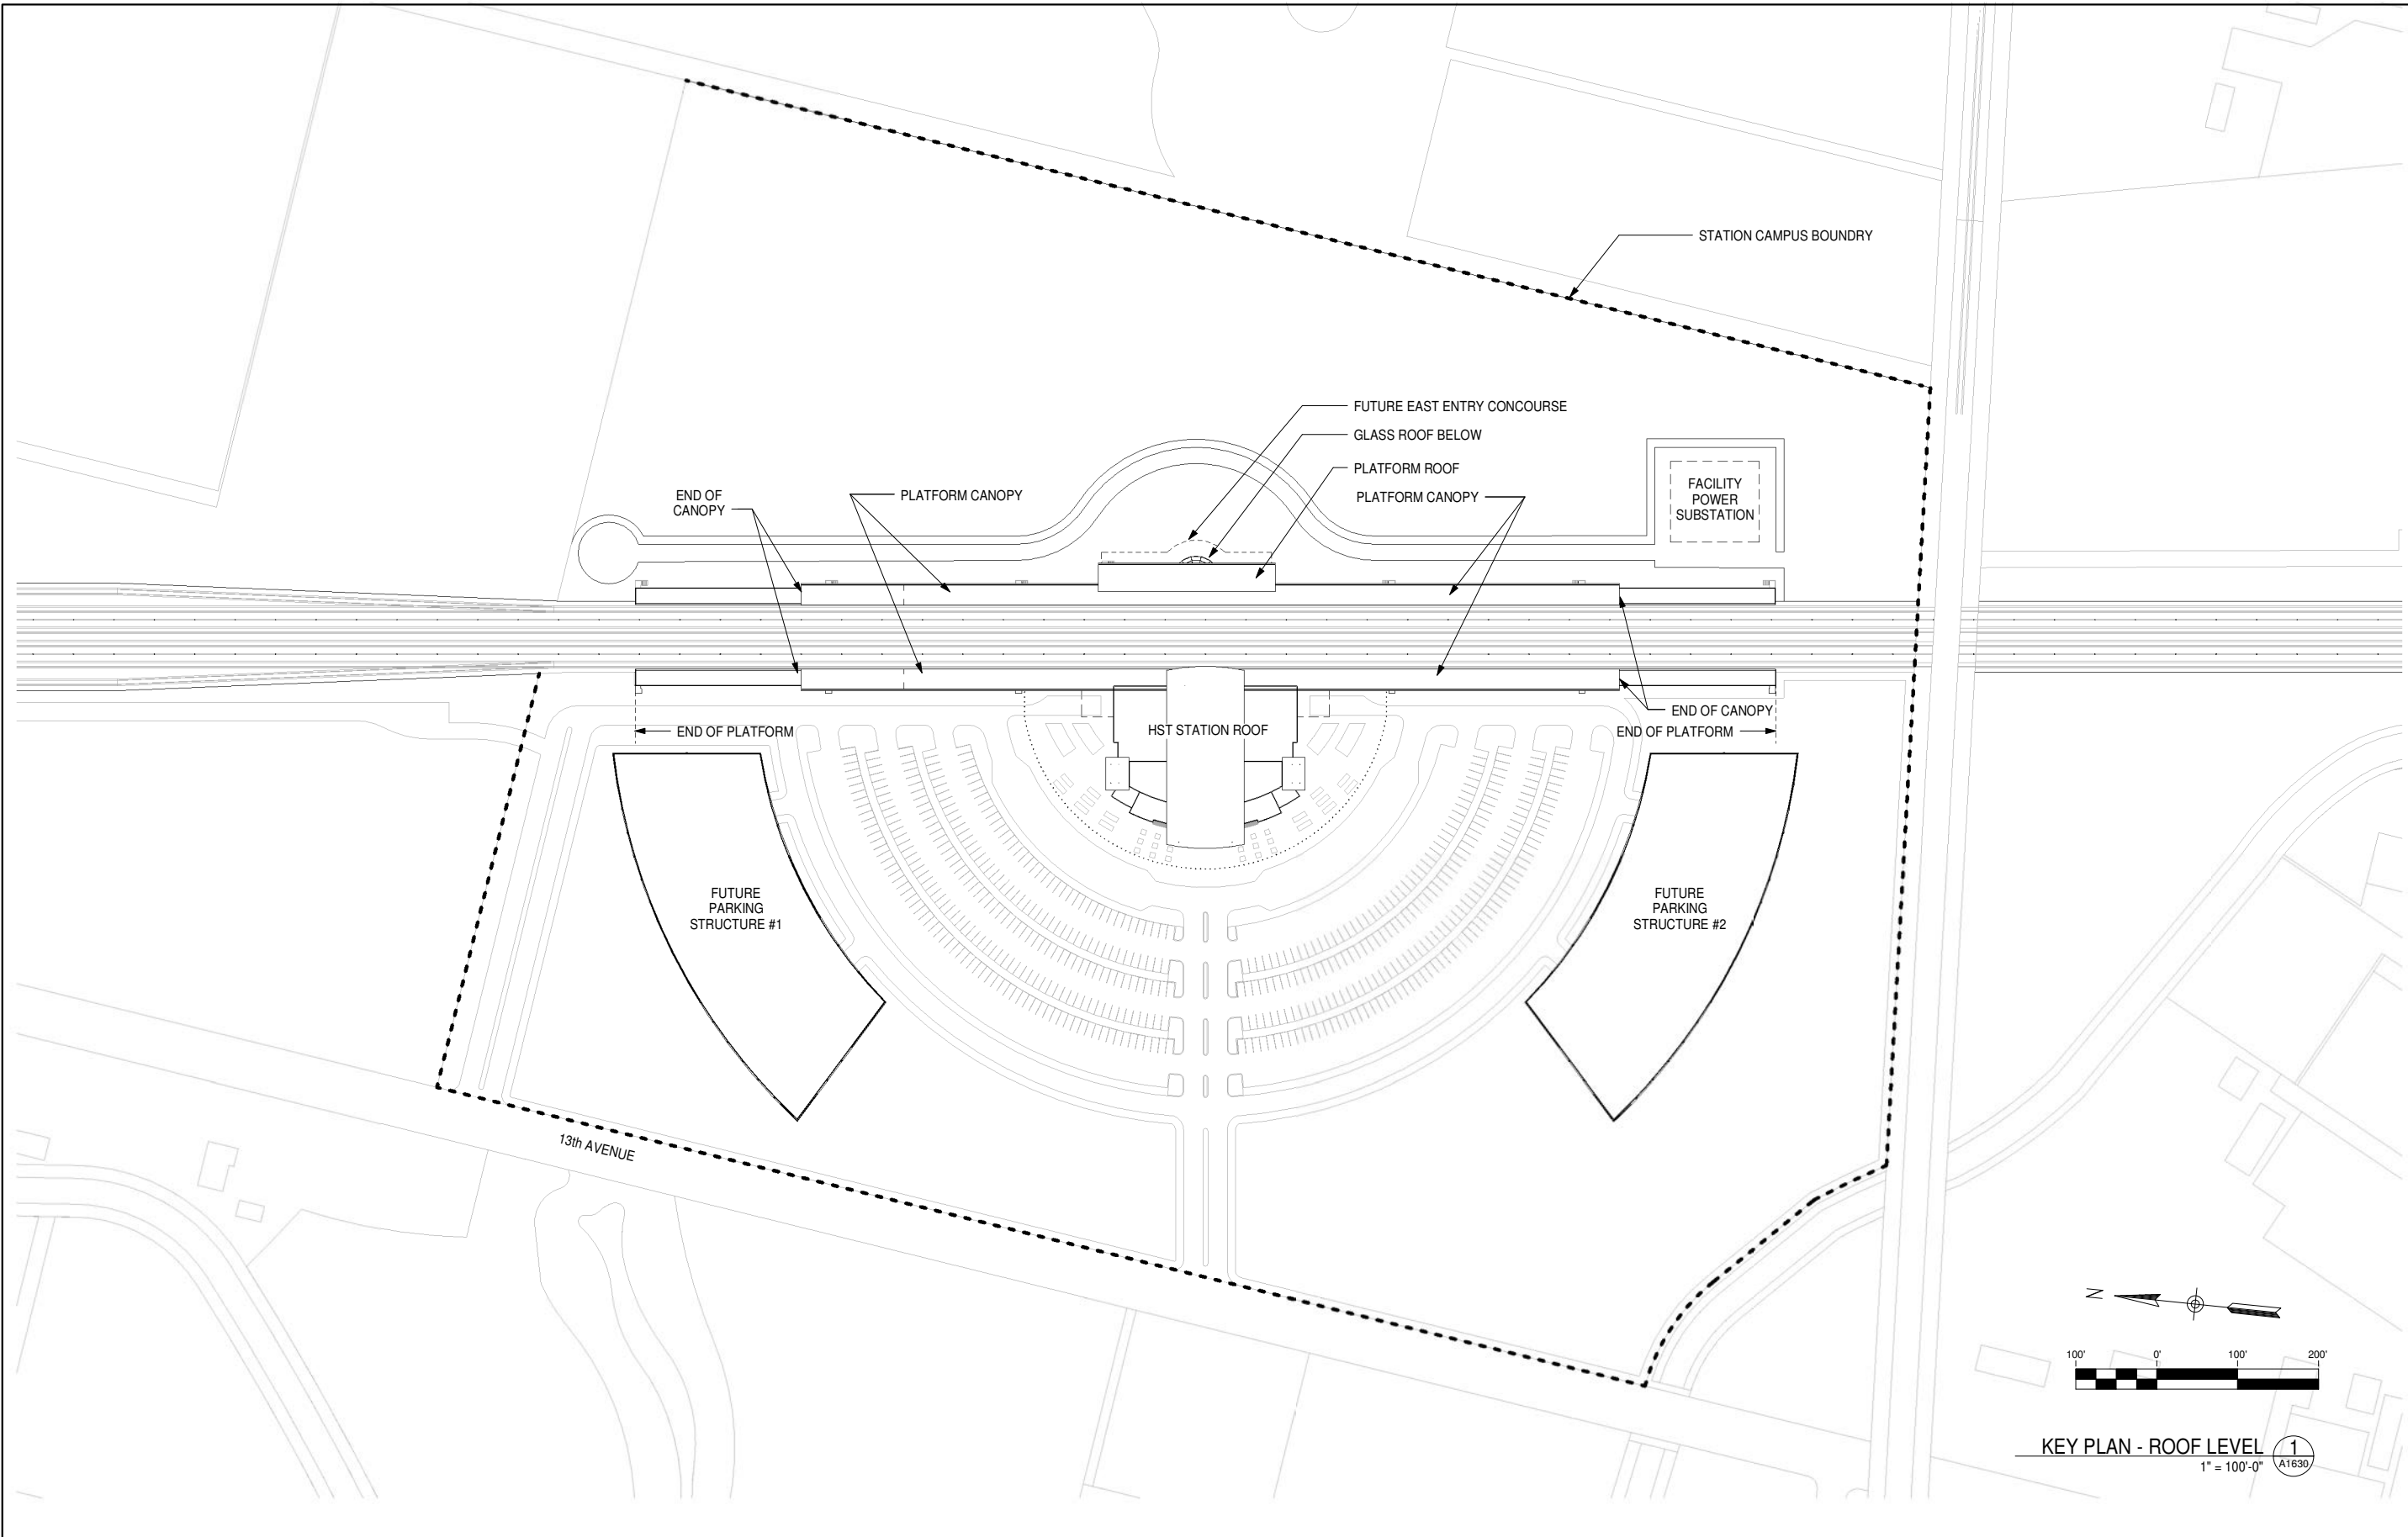 STATION CAMPUS BOUNDRY
FUTURE EAST ENTRY CONCOURSE
GLASS ROOF BELOW
PLATFORM ROOF
END OF
CANOPY
PLATFORM CANOPY
PLATFORM CANOPY
FACILITY
POWER
SUBSTATION
END OF PLATFORM
HST STATION ROOF
END OF CANOPY
END OF PLATFORM
FUTURE
PARKING
STRUCTURE #1
FUTURE
PARKING
STRUCTURE #2
13th AVENUE
N
100' 0' 100' 200'
KEY PLAN - ROOF LEVEL 1
1" = 100'-0" A1630